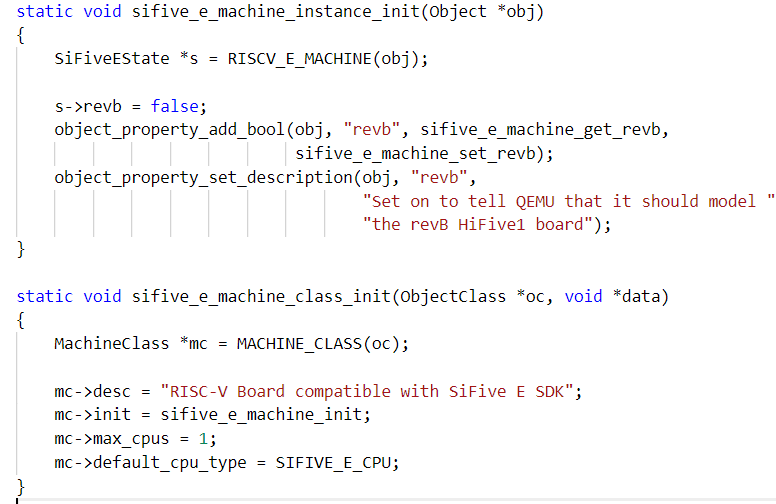 static void sifive_e_machine_instance_init(Object *obj)
{
    SiFiveEState *s = RISCV_E_MACHINE(obj);

    s->revb = false;
    object_property_add_bool(obj, "revb", sifive_e_machine_get_revb,
                             sifive_e_machine_set_revb);
    object_property_set_description(obj, "revb",
                                    "Set on to tell QEMU that it should model "
                                    "the revB HiFive1 board");
}

static void sifive_e_machine_class_init(ObjectClass *oc, void *data)
{
    MachineClass *mc = MACHINE_CLASS(oc);

    mc->desc = "RISC-V Board compatible with SiFive E SDK";
    mc->init = sifive_e_machine_init;
    mc->max_cpus = 1;
    mc->default_cpu_type = SIFIVE_E_CPU;
}